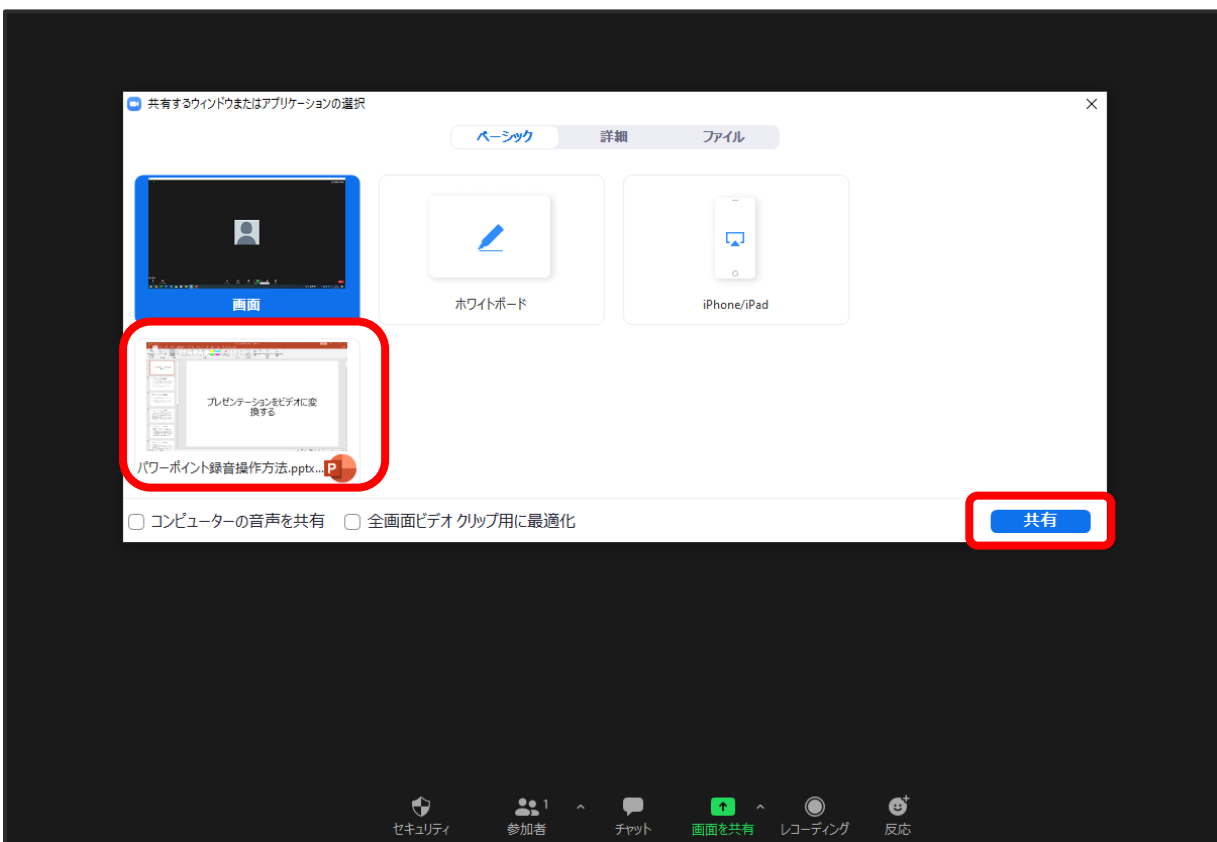 共有するウィンドウまたはアプリケーションの選択
ベーシック 詳細 ファイル
画面
ホワイトボード
iPhone/iPad
プレゼンテーションをビデオに変
換する
パワーポイント録音操作方法.pptx...
P
コンピューターの音声を共有 全画面ビデオ クリップ用に最適化
共有
1
セキュリティ 参加者 チャット 画面を共有 レコーディング 反応